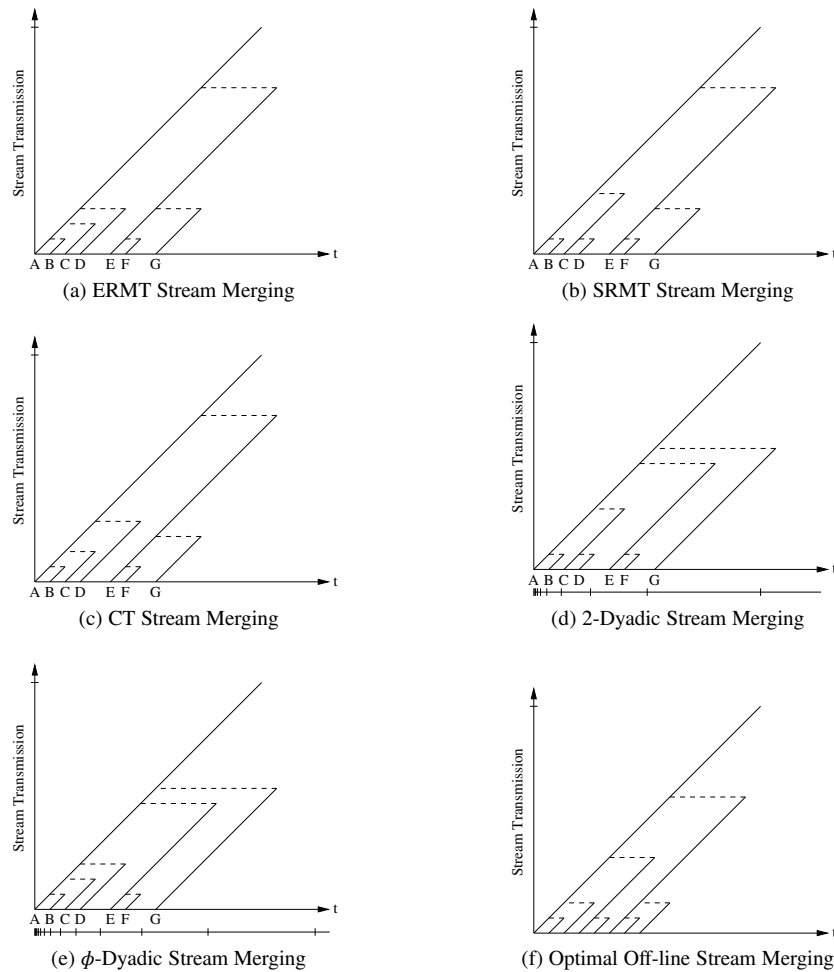 Stream Transmission
t
A B C D E F G
(a) ERMT Stream Merging
Stream Transmission
t
A B C D E F G
(b) SRMT Stream Merging
Stream Transmission
t
A B C D E F G
(c) CT Stream Merging
Stream Transmission
t
A B C D E F G
(d) 2-Dyadic Stream Merging
Stream Transmission
t
A B C D E F G
(e) ϕ-Dyadic Stream Merging
Stream Transmission
t
(f) Optimal Off-line Stream Merging